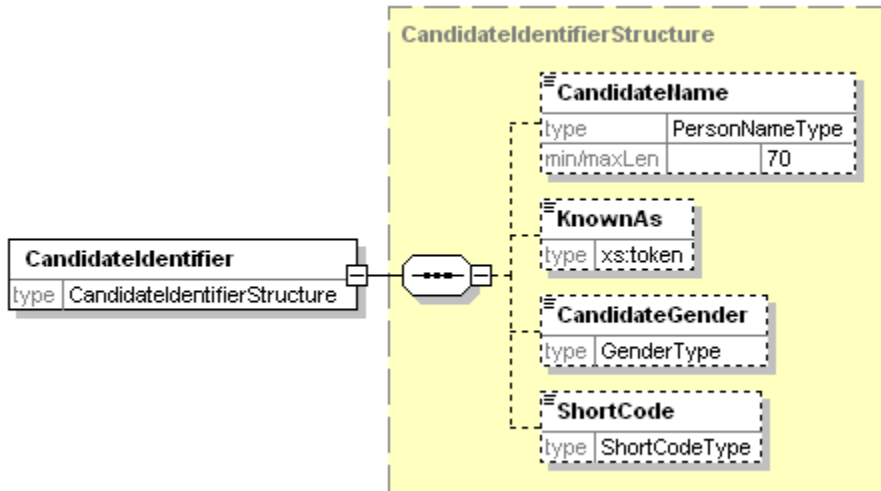 CandidateIdentifierStructure
CandidateName
type PersonNameType
min/maxLen 70
KnownAs
type xs:token
CandidateIdentifier
type CandidateIdentifierStructure
CandidateGender
type GenderType
ShortCode
type ShortCodeType